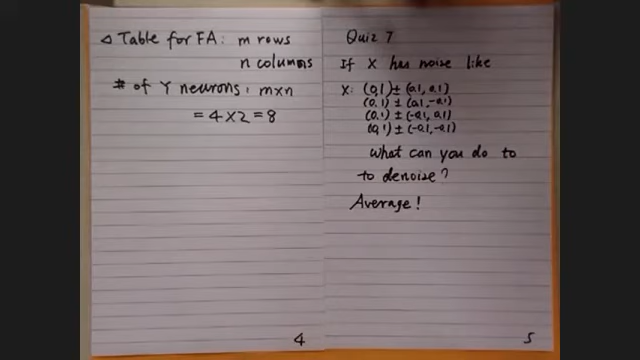 △ Table for FA: m rows
n columns
# of Y neurons: m×n
= 4×2 = 8
4
Quiz 7
If X has noise like
X: (0,1) ± (0.1, 0.1)
(0,1) ± (0.1, -0.1)
(0,1) ± (-0.1, 0.1)
(0,1) ± (-0.1, -0.1)
What can you do to
to denoise?
Average!
5